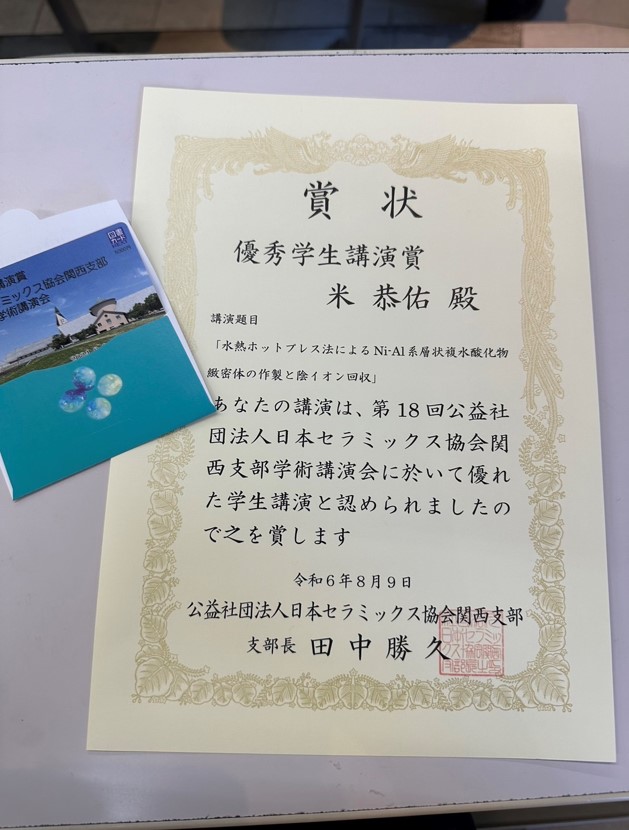 賞状
優秀学生講演賞
米 恭佑 殿
講演題目
「水熱ホットプレス法によるNi-Al系層状複水酸化物
緻密体の作製と陰イオン回収」
あなたの講演は、第18回公益社
団法人日本セラミックス協会関
西支部学術講演会に於いて優れ
た学生講演と認められましたの
で之を賞します
令和6年8月9日
公益社団法人日本セラミックス協会関西支部
支部長 田中勝久
図書カード
講演賞
ミックス協会関西支部
学術講演会